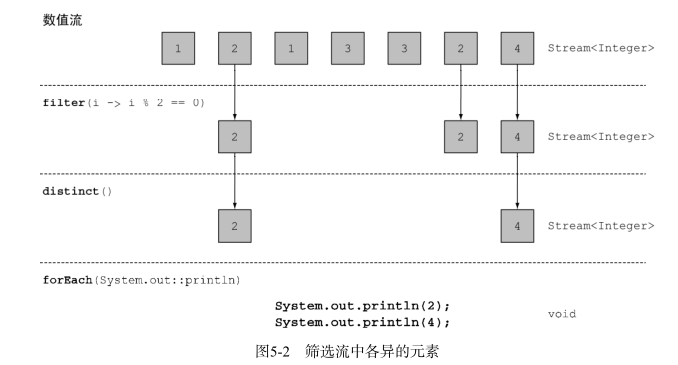 数值流
1 2 1 3 3 2 4 Stream<Integer>
filter(i -> i % 2 == 0)
2 2 4 Stream<Integer>
distinct()
2 4 Stream<Integer>
forEach(System.out::println)
System.out.println(2);
System.out.println(4);
void
图5-2 筛选流中各异的元素